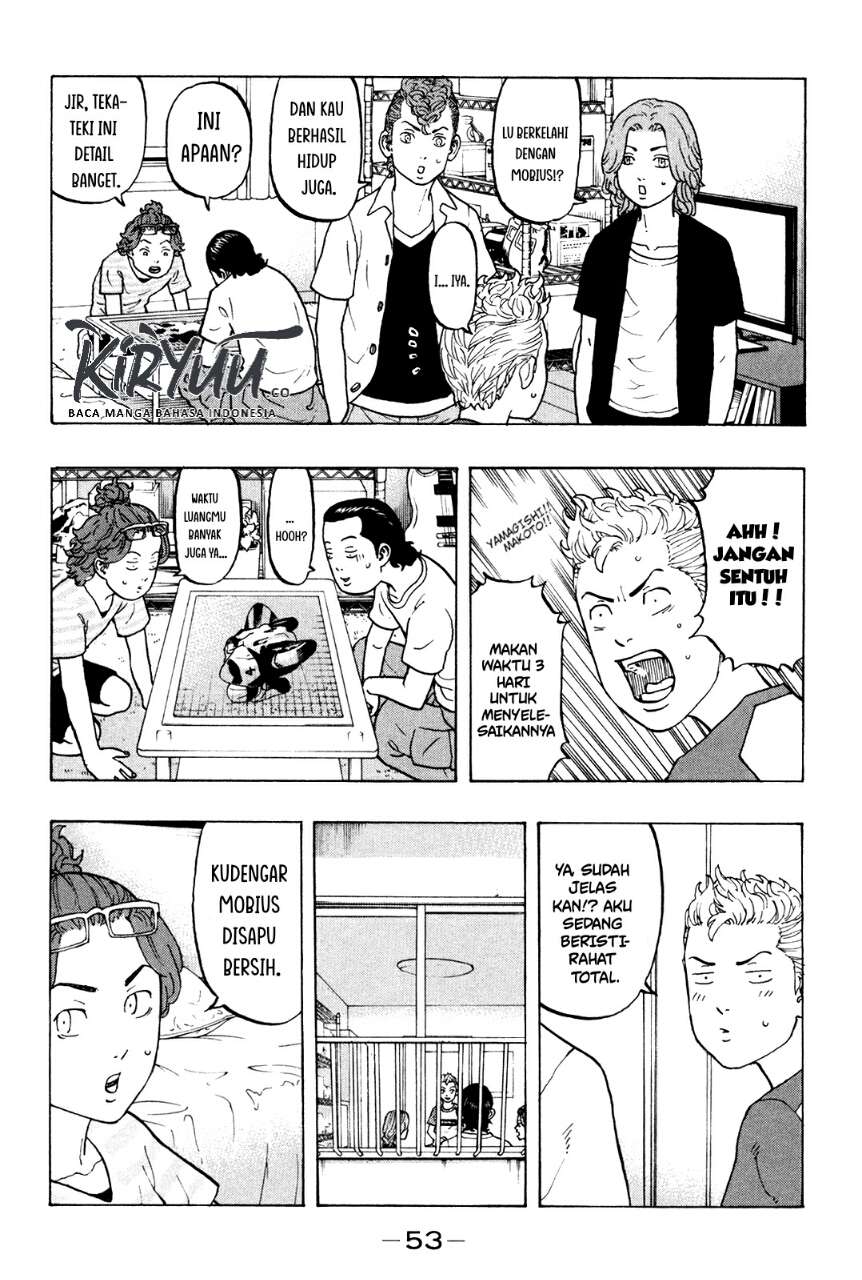 LU BERKELAHI
DENGAN
MOBIUS!?
I... IYA.
DAN KAU
BERHASIL
HIDUP
JUGA.
INI
APAAN?
JIR, TEKA-
TEKI INI
DETAIL
BANGET.
KIRYUU
.CO
BACA MANGA BAHASA INDONESIA
AHH!
JANGAN
SENTUH
ITU!!
YAMAGISHI!!
MAKOTO!!
MAKAN
WAKTU 3
HARI
UNTUK
MENYELE-
SAIKANNYA
...
HOOH?
WAKTU
LUANGMU
BANYAK
JUGA YA...
YA, SUDAH
JELAS
KAN!? AKU
SEDANG
BERISTI-
RAHAT
TOTAL.
KUDENGAR
MOBIUS
DISAPU
BERSIH.
—53—